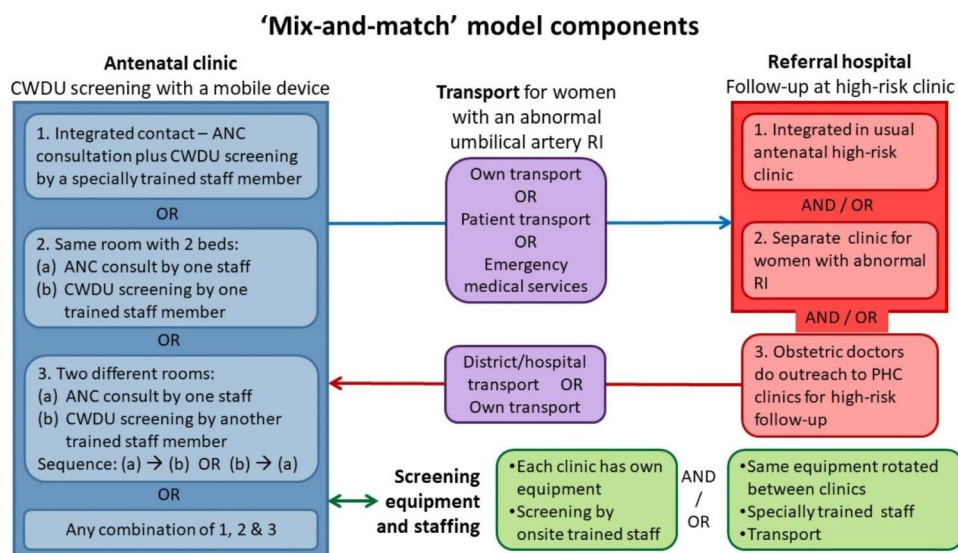 ‘Mix-and-match’ model components
Antenatal clinic
CWDU screening with a mobile device
1. Integrated contact – ANC
consultation plus CWDU screening
by a specially trained staff member
OR
2. Same room with 2 beds:
(a) ANC consult by one staff
(b) CWDU screening by one
trained staff member
OR
3. Two different rooms:
(a) ANC consult by one staff
(b) CWDU screening by another
trained staff member
Sequence: (a) → (b) OR (b) → (a)
OR
Any combination of 1, 2 & 3
Transport for women
with an abnormal
umbilical artery RI
Own transport
OR
Patient transport
OR
Emergency
medical services
District/hospital
transport OR
Own transport
Referral hospital
Follow-up at high-risk clinic
1. Integrated in usual
antenatal high-risk
clinic
AND / OR
2. Separate clinic for
women with abnormal
RI
AND / OR
3. Obstetric doctors
do outreach to PHC
clinics for high-risk
follow-up
Screening
equipment
and staffing
•Each clinic has own
equipment
•Screening by
onsite trained staff
AND
/
OR
•Same equipment rotated
between clinics
•Specially trained staff
•Transport